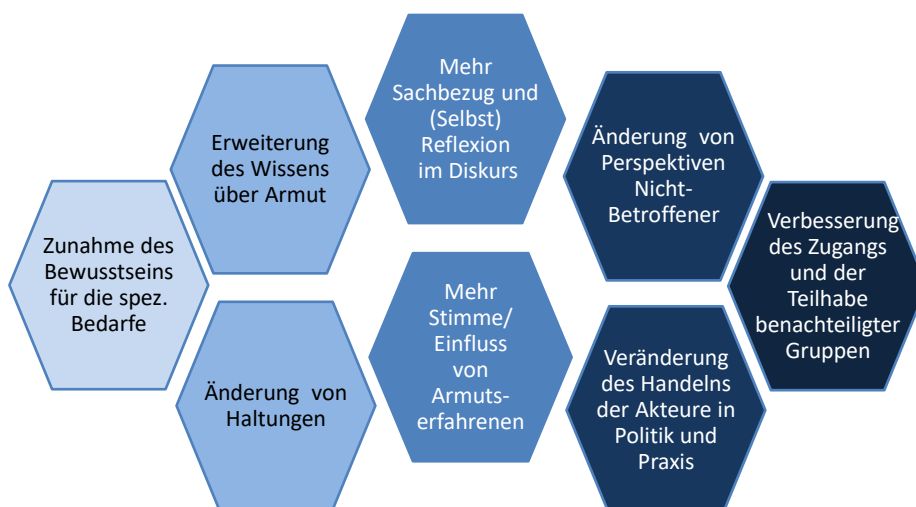 Zunahme des
Bewusstseins
für die spez.
Bedarfe
Erweiterung
des Wissens
über Armut
Änderung von
Haltungen
Mehr
Sachbezug und
(Selbst)
Reflexion
im Diskurs
Mehr
Stimme/
Einfluss
von
Armuts-
erfahrenen
Änderung von
Perspektiven
Nicht-
Betroffener
Veränderung
des Handelns
der Akteure in
Politik und
Praxis
Verbesserung
des Zugangs
und der
Teilhabe
benachteiligter
Gruppen